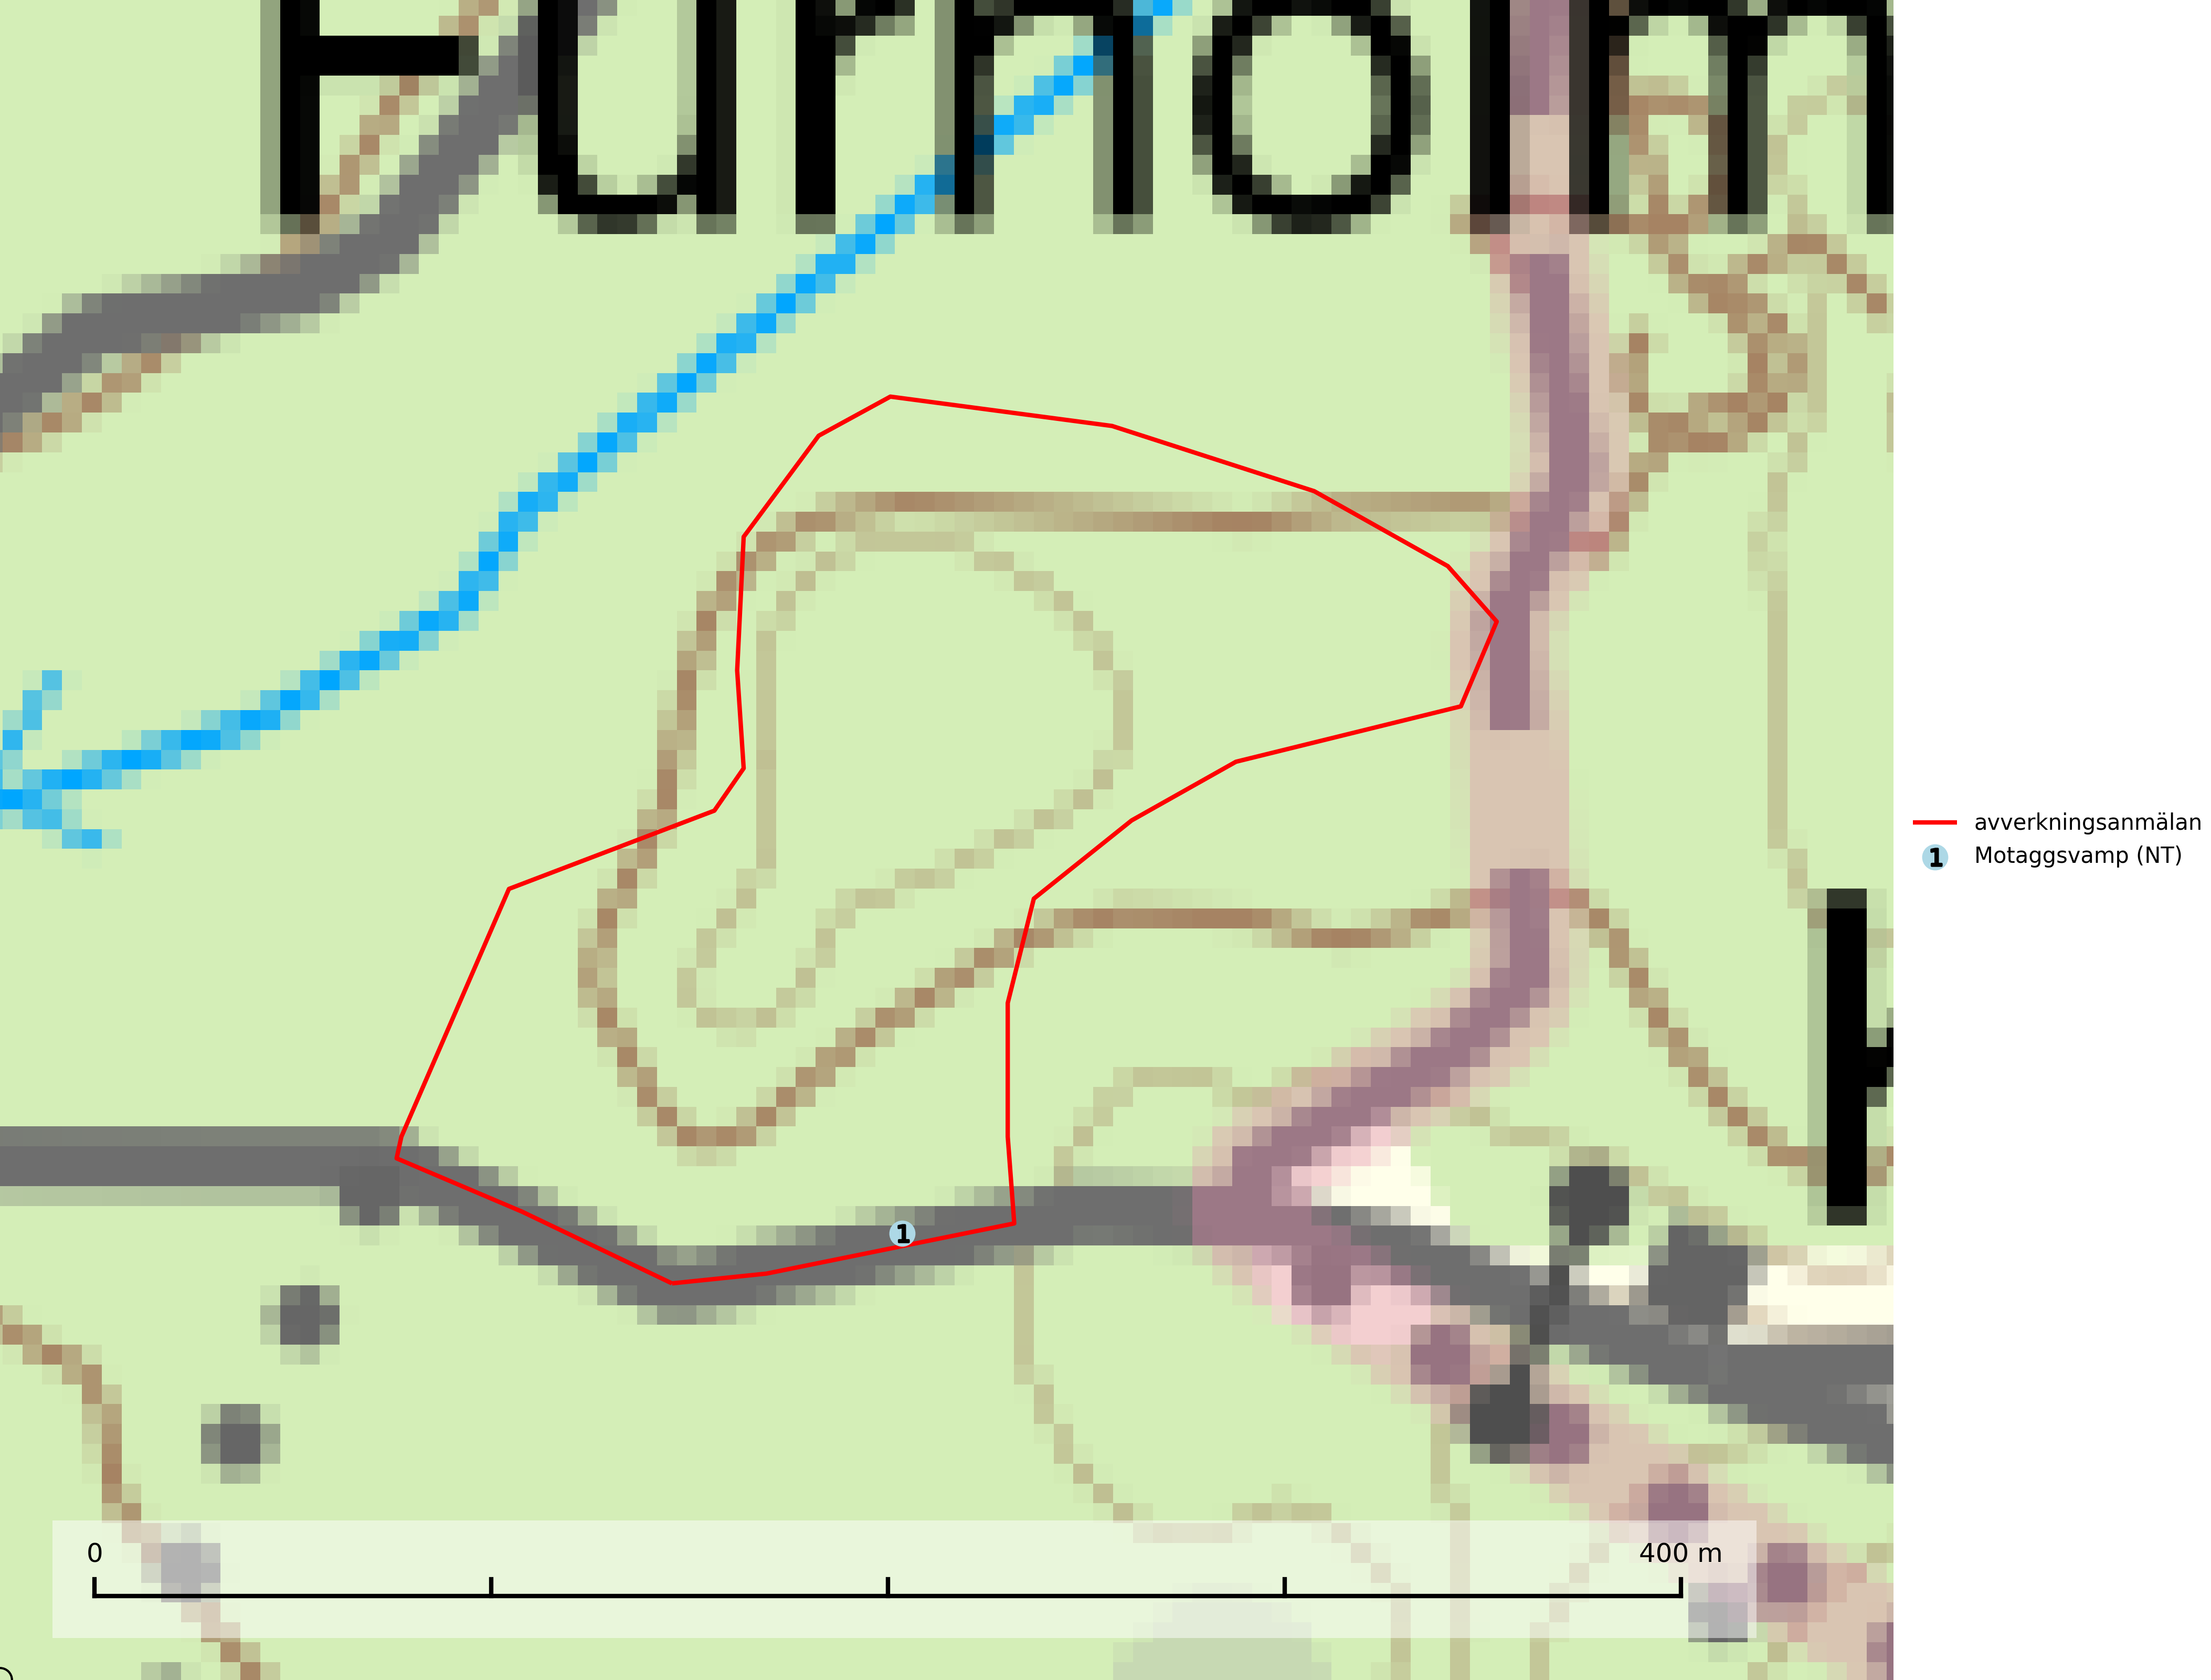 avverkningsanmälan
1 Motaggsvamp (NT)
1
0 400 m